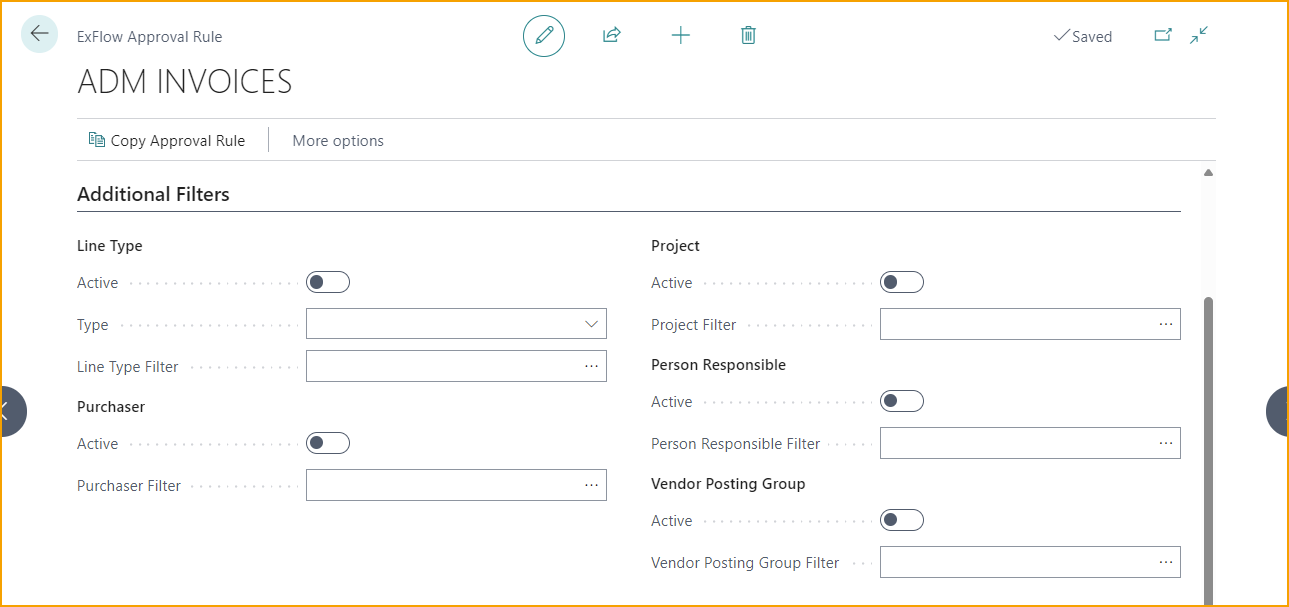 ExFlow Approval Rule
Saved
ADM INVOICES
Copy Approval Rule
More options
Additional Filters
Line Type
Active
Type
Line Type Filter
Purchaser
Active
Purchaser Filter
Project
Active
Project Filter
Person Responsible
Active
Person Responsible Filter
Vendor Posting Group
Active
Vendor Posting Group Filter